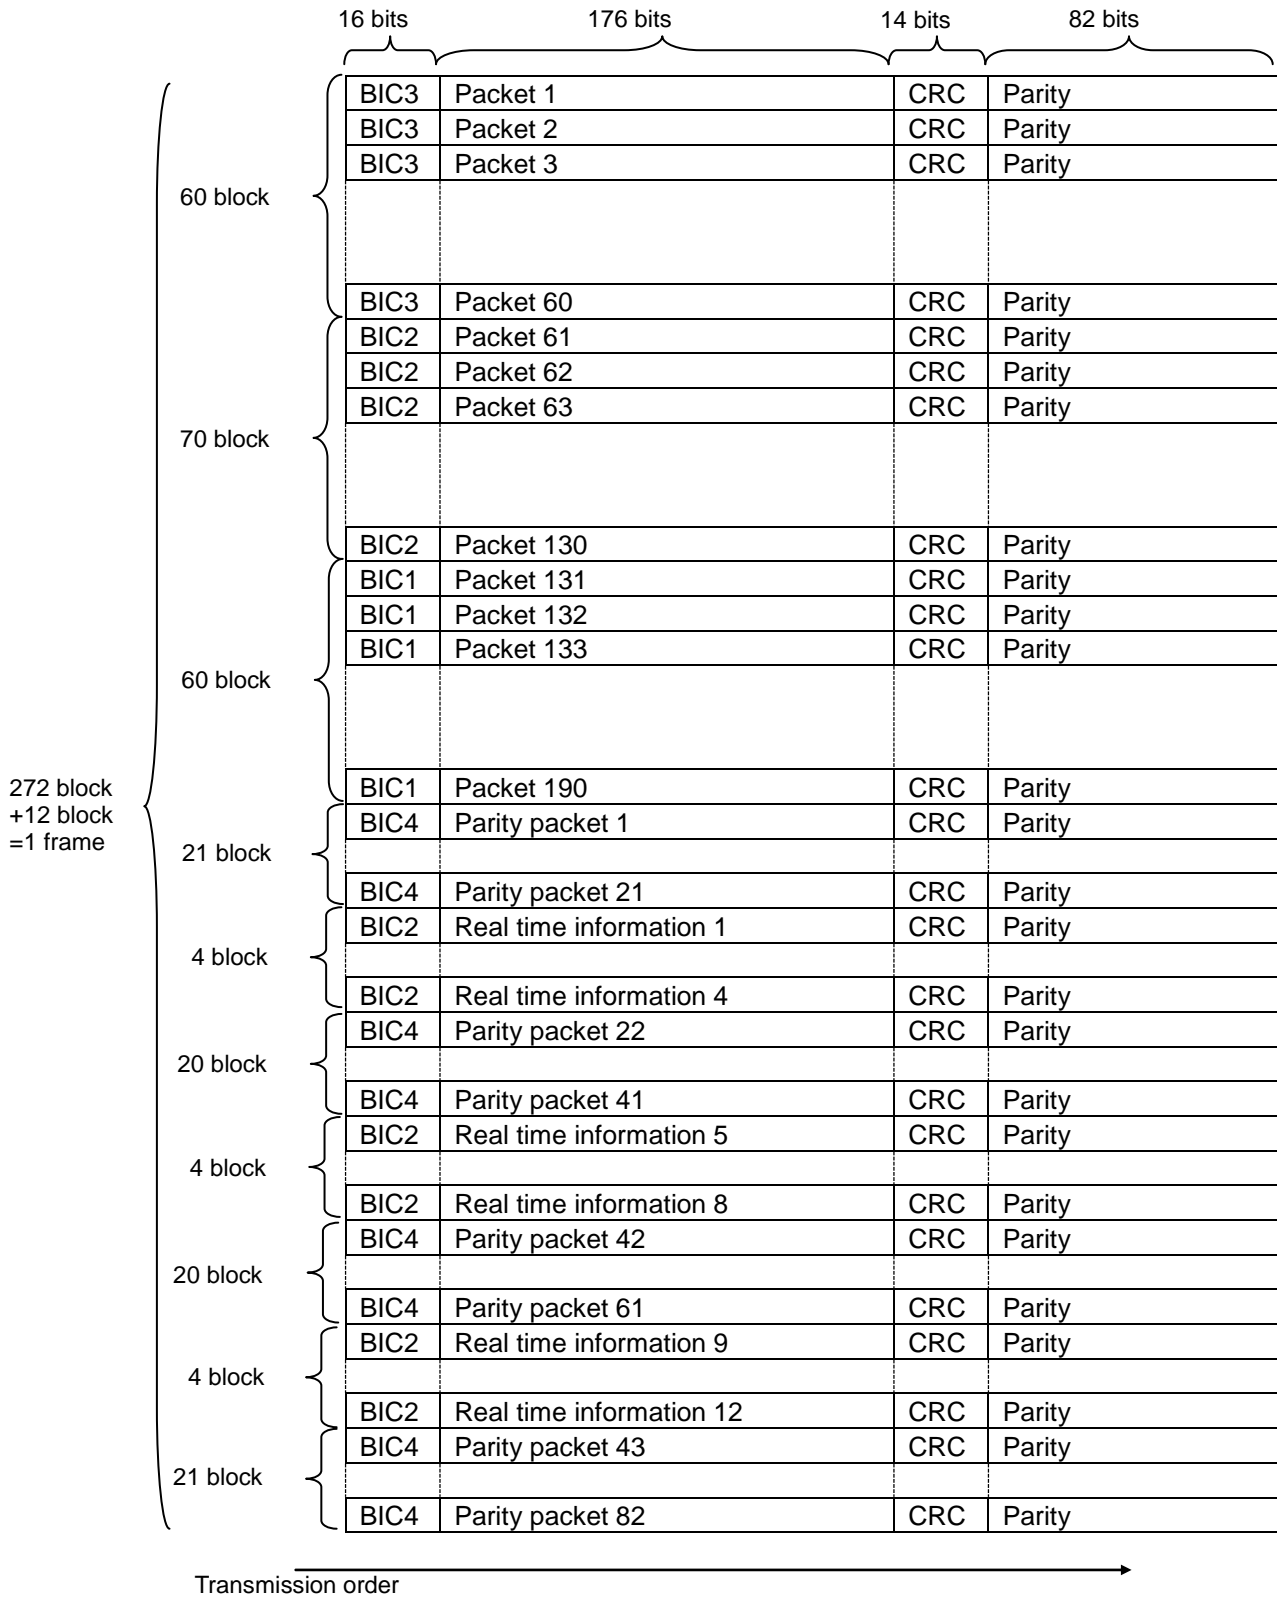 16 bits 176 bits 14 bits 82 bits
BIC3 Packet 1 CRC Parity
BIC3 Packet 2 CRC Parity
BIC3 Packet 3 CRC Parity
60 block
BIC3 Packet 60 CRC Parity
BIC2 Packet 61 CRC Parity
BIC2 Packet 62 CRC Parity
BIC2 Packet 63 CRC Parity
70 block
BIC2 Packet 130 CRC Parity
BIC1 Packet 131 CRC Parity
BIC1 Packet 132 CRC Parity
BIC1 Packet 133 CRC Parity
60 block
272 block
+12 block
=1 frame
BIC1 Packet 190 CRC Parity
BIC4 Parity packet 1 CRC Parity
21 block
BIC4 Parity packet 21 CRC Parity
BIC2 Real time information 1 CRC Parity
4 block
BIC2 Real time information 4 CRC Parity
BIC4 Parity packet 22 CRC Parity
20 block
BIC4 Parity packet 41 CRC Parity
BIC2 Real time information 5 CRC Parity
4 block
BIC2 Real time information 8 CRC Parity
BIC4 Parity packet 42 CRC Parity
20 block
BIC4 Parity packet 61 CRC Parity
BIC2 Real time information 9 CRC Parity
4 block
BIC2 Real time information 12 CRC Parity
BIC4 Parity packet 43 CRC Parity
21 block
BIC4 Parity packet 82 CRC Parity
Transmission order